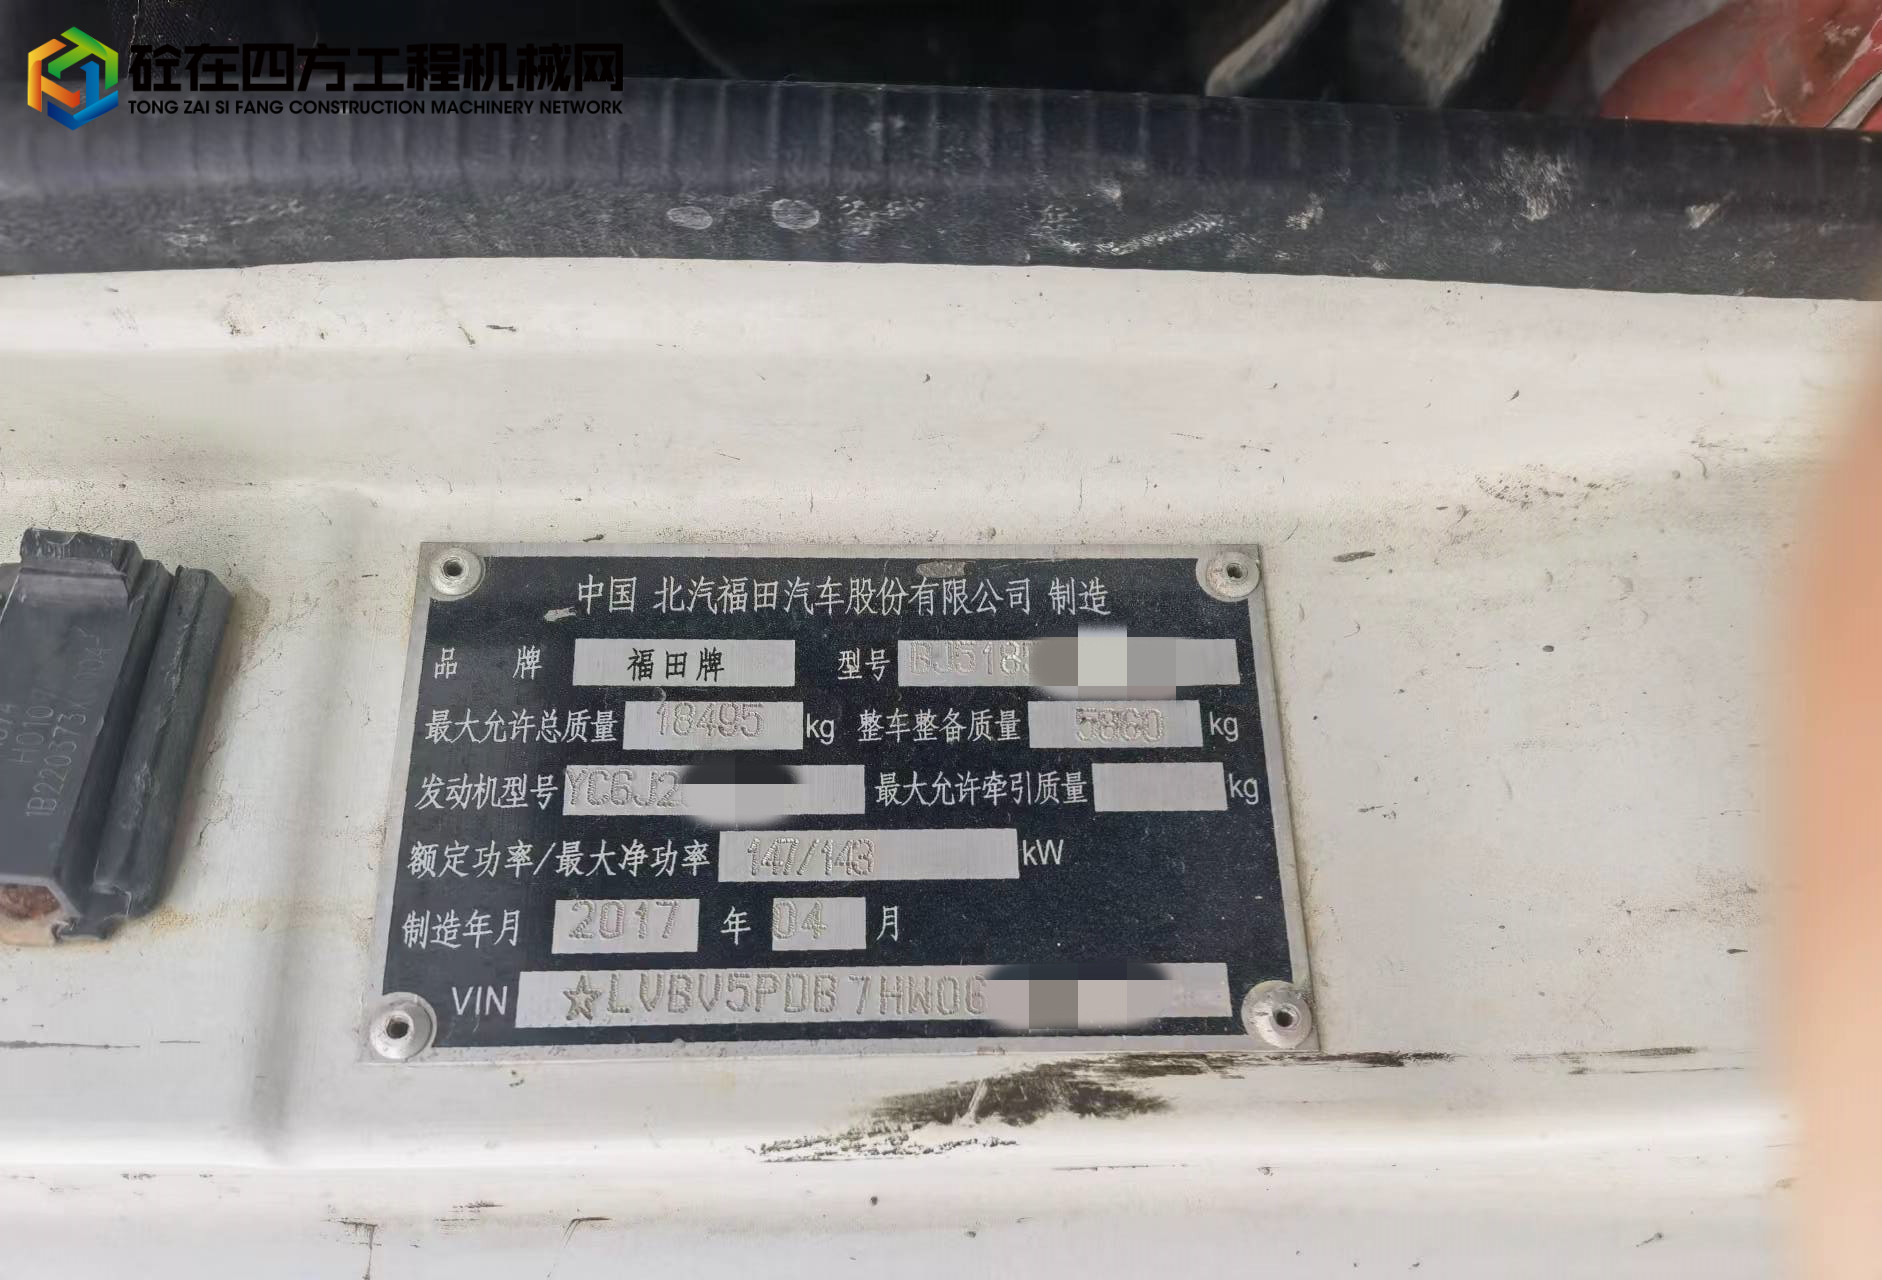 砼在四方工程机械网
TONG ZAI SI FANG CONSTRUCTION MACHINERY NETWORK
中国 北汽福田汽车股份有限公司 制造
品 牌 福田牌 型号 BJ518
最大允许总质量 18495 kg 整车整备质量 5860 kg
发动机型号 YC6J2 最大允许牵引质量 kg
额定功率/最大净功率 147/143 kW
制造年月 2017 年 04 月
VIN ☆LVBV5PDB7HW06
H0107
1B220373